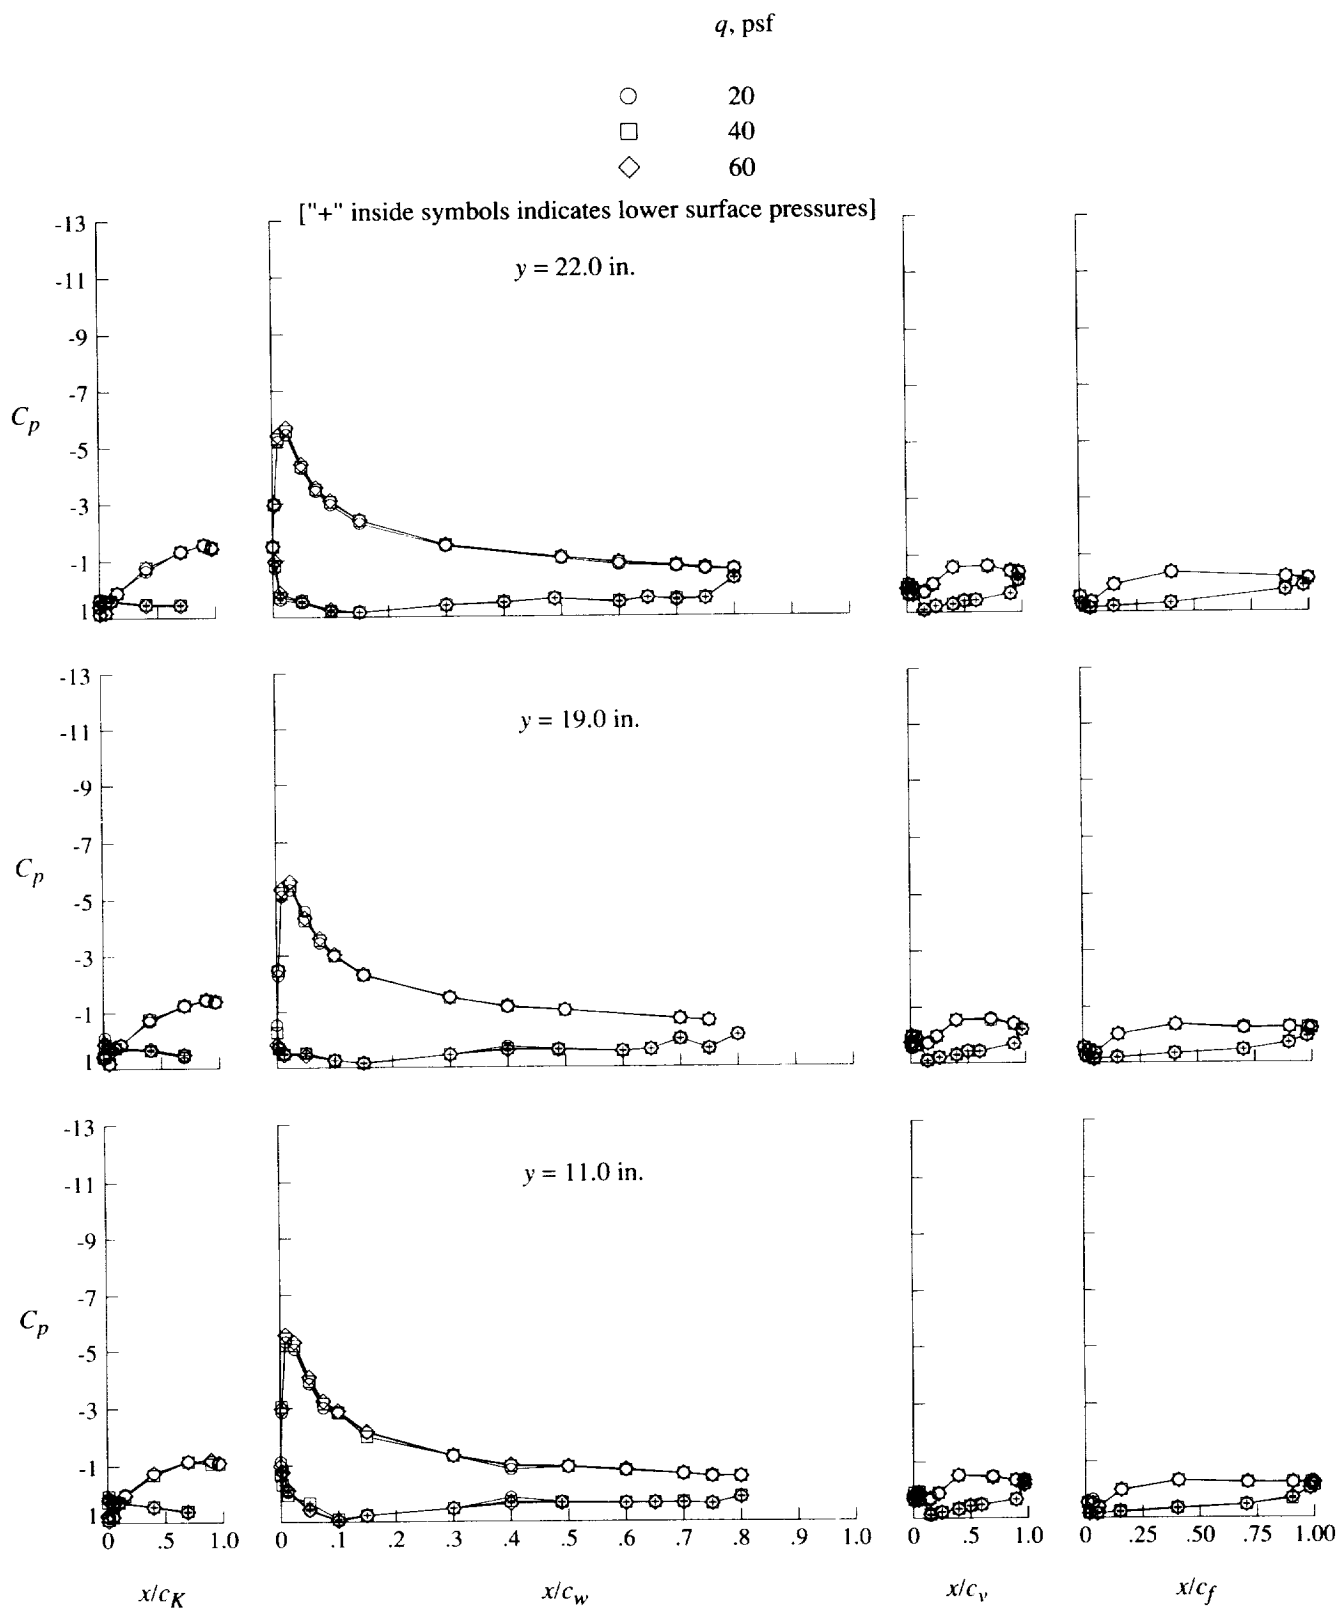 q, psf
20
40
60
["+" inside symbols indicates lower surface pressures]
y = 22.0 in.
-13
-11
-9
-7
-5
-3
-1
1
C_p
y = 19.0 in.
-13
-11
-9
-7
-5
-3
-1
1
C_p
y = 11.0 in.
-13
-11
-9
-7
-5
-3
-1
1
C_p
0 1.0 0 .1 .2 .3 .4 .5 .6 .7 .8 .9 1.0 0 .5 1.0 0 .25 .50 .75 1.00
x/c_K x/c_w x/c_v x/c_f